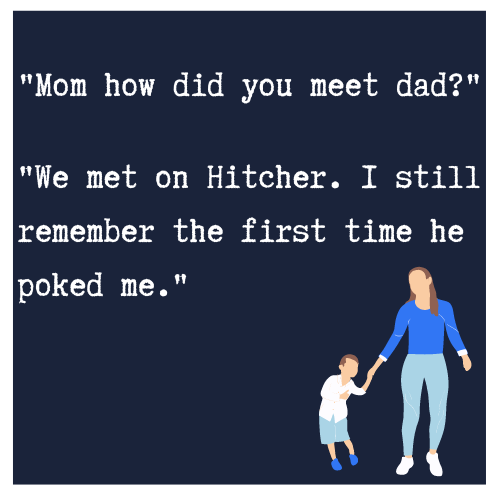 "Mom how did you meet dad?"
"We met on Hitcher. I still
remember the first time he
poked me."